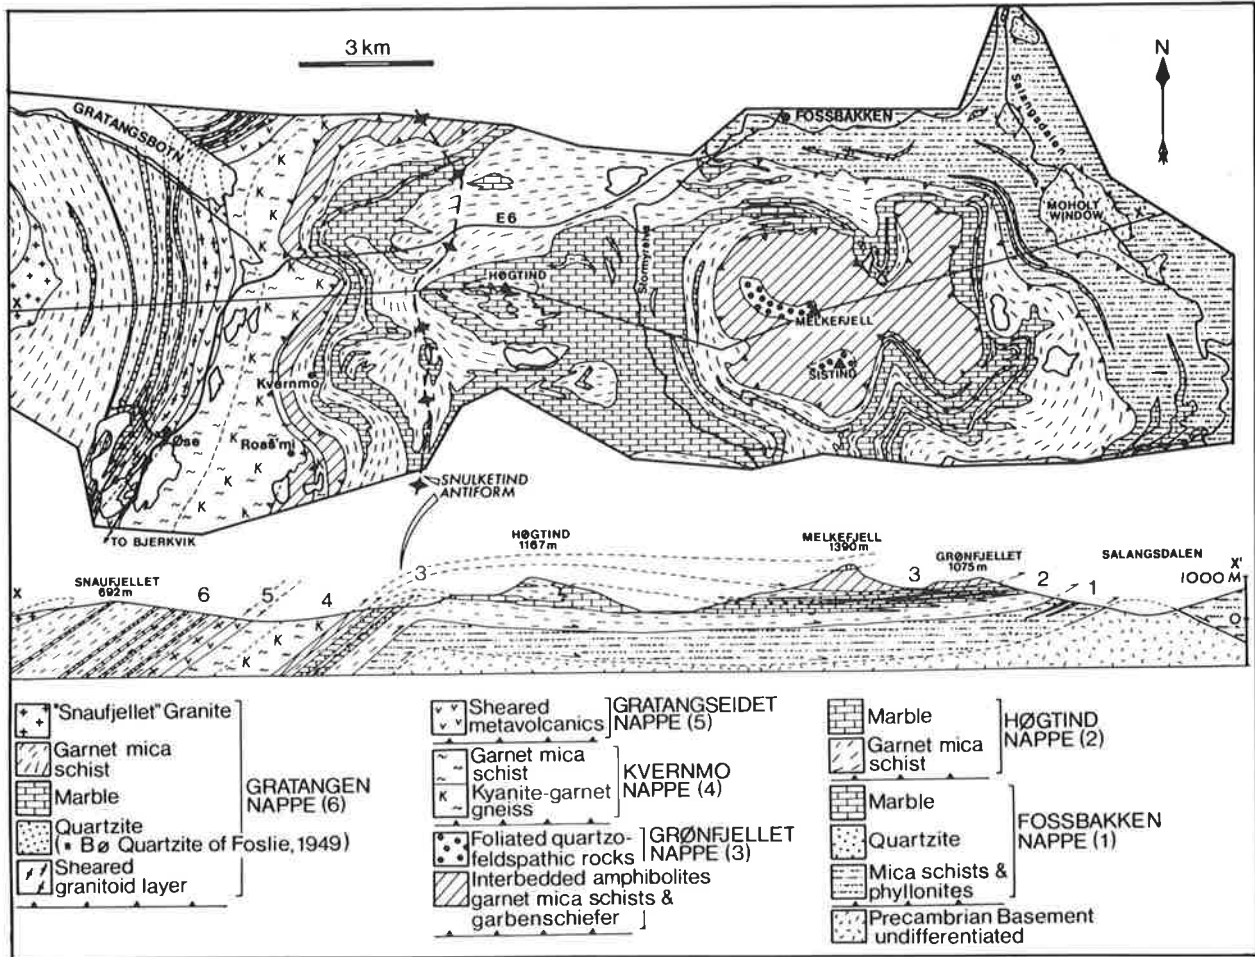 3 km
N
GRATANGSBOTN
FOSSBAKKEN
Salangsdalen
MOHOLT
WINDOW
E6
Stormyrelva
HØGTIND
MELKEFJELL
SISTIND
X
X'
K
K
K
K
K
K
K
K
K
K
Kvernmo
Øse
Ross'mj
TO BJERKVIK
SNULKETIND
ANTIFORM
HØGTIND
1167m
MELKEFJELL
1390m
GRØNFJELLET
1075m
SALANGSDALEN
X'
1000 M
0
X
SNAUFJELLET
692m
6
5
4
3
3
2
1
K
K
K
"Snaufjellet" Granite
Garnet mica
schist
Marble
Quartzite
(▪ Bø Quartzite of Foslie, 1949)
Sheared
granitoid layer
GRATANGEN
NAPPE (6)
Sheared
metavolcanics
GRATANGSEIDET
NAPPE (5)
Garnet mica
schist
K Kyanite-garnet
gneiss
KVERNMO
NAPPE (4)
Foliated quartzo-
feldspathic rocks
GRØNFJELLET
NAPPE (3)
Interbedded amphibolites
garnet mica schists &
garbenschiefer
Marble
Garnet mica
schist
HØGTIND
NAPPE (2)
Marble
Quartzite
Mica schists &
phyllonites
FOSSBAKKEN
NAPPE (1)
Precambrian Basement
undifferentiated